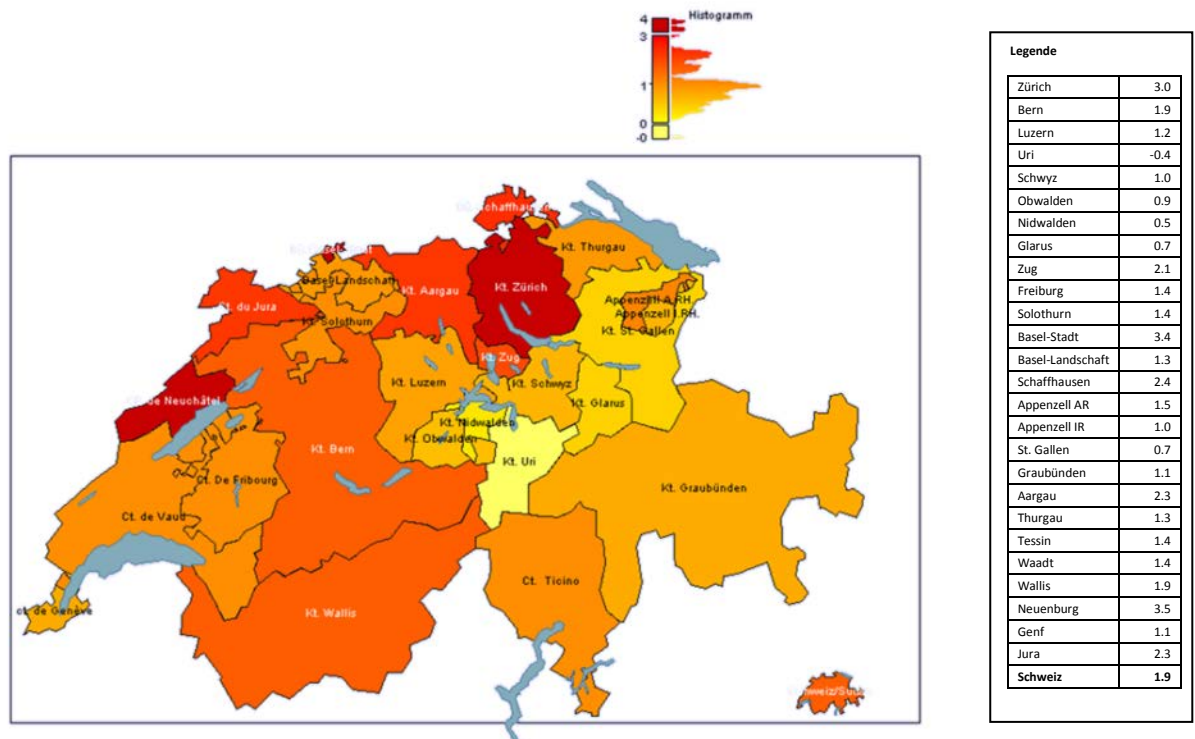 4
Histogramm
3
1
0
-0
Kt. Thurgau
Basel-Landschaft
Kt. Aargau
Kt. Zürich
Ct. du Jura
Kt. Solothurn
Appenzell A.RH.
Appenzell I.RH.
Kt. St. Gallen
Kt. Zug
Kt. Luzern
Kt. Schwyz
de Neuchâtel
Kt. Glarus
Kt. Nidwalden
Kt. Obwalden
Kt. Bern
Kt. Uri
Ct. De Fribourg
Kt. Graubünden
Ct. de Vaud
Ct. Ticino
ct. de Genève
Kt. Wallis
Legende
Zürich 3.0
Bern 1.9
Luzern 1.2
Uri -0.4
Schwyz 1.0
Obwalden 0.9
Nidwalden 0.5
Glarus 0.7
Zug 2.1
Freiburg 1.4
Solothurn 1.4
Basel-Stadt 3.4
Basel-Landschaft 1.3
Schaffhausen 2.4
Appenzell AR 1.5
Appenzell IR 1.0
St. Gallen 0.7
Graubünden 1.1
Aargau 2.3
Thurgau 1.3
Tessin 1.4
Waadt 1.4
Wallis 1.9
Neuenburg 3.5
Genf 1.1
Jura 2.3
Schweiz 1.9